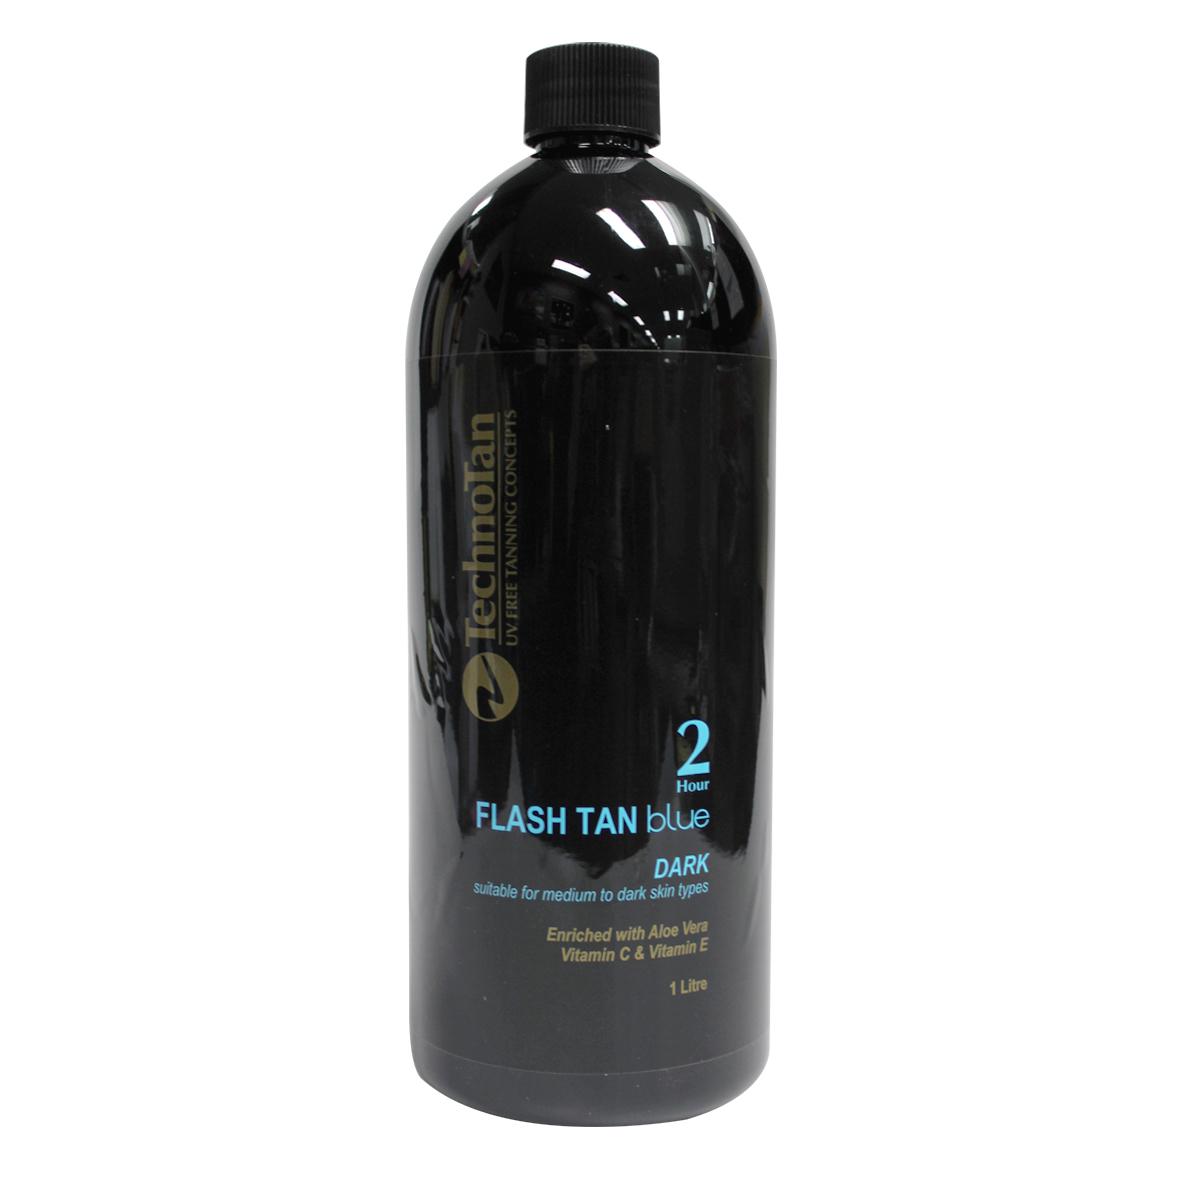 TechnoTan
UV FREE TANNING CONCEPTS
2
Hour
FLASH TAN blue
DARK
suitable for medium to dark skin types
Enriched with Aloe Vera
Vitamin C & Vitamin E
1 Litre